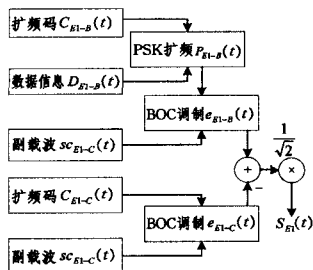 扩频码 C_{E1-B}(t)
PSK扩频 P_{E1-B}(t)
数据信息 D_{E1-B}(t)
BOC调制 e_{E1-B}(t)
副载波 sc_{E1-C}(t)
\frac{1}{\sqrt{2}}
+
×
−
扩频码 C_{E1-C}(t)
BOC调制 e_{E1-C}(t)
S_{E1}(t)
副载波 sc_{E1-C}(t)